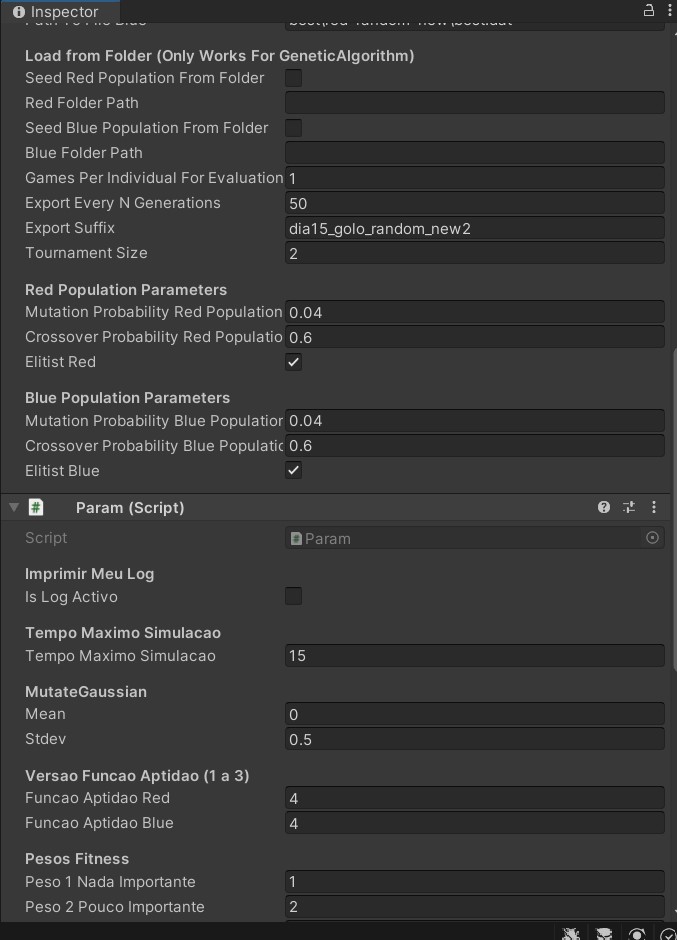 Inspector
Load from Folder (Only Works For GeneticAlgorithm)
Seed Red Population From Folder
Red Folder Path
Seed Blue Population From Folder
Blue Folder Path
Games Per Individual For Evaluation 1
Export Every N Generations 50
Export Suffix dia15_golo_random_new2
Tournament Size 2
Red Population Parameters
Mutation Probability Red Population 0.04
Crossover Probability Red Populatio 0.6
Elitist Red
Blue Population Parameters
Mutation Probability Blue Population 0.04
Crossover Probability Blue Populatic 0.6
Elitist Blue
# Param (Script)
Script # Param
Imprimir Meu Log
Is Log Activo
Tempo Maximo Simulacao
Tempo Maximo Simulacao 15
MutateGaussian
Mean 0
Stdev 0.5
Versao Funcao Aptidao (1 a 3)
Funcao Aptidao Red 4
Funcao Aptidao Blue 4
Pesos Fitness
Peso 1 Nada Importante 1
Peso 2 Pouco Importante 2